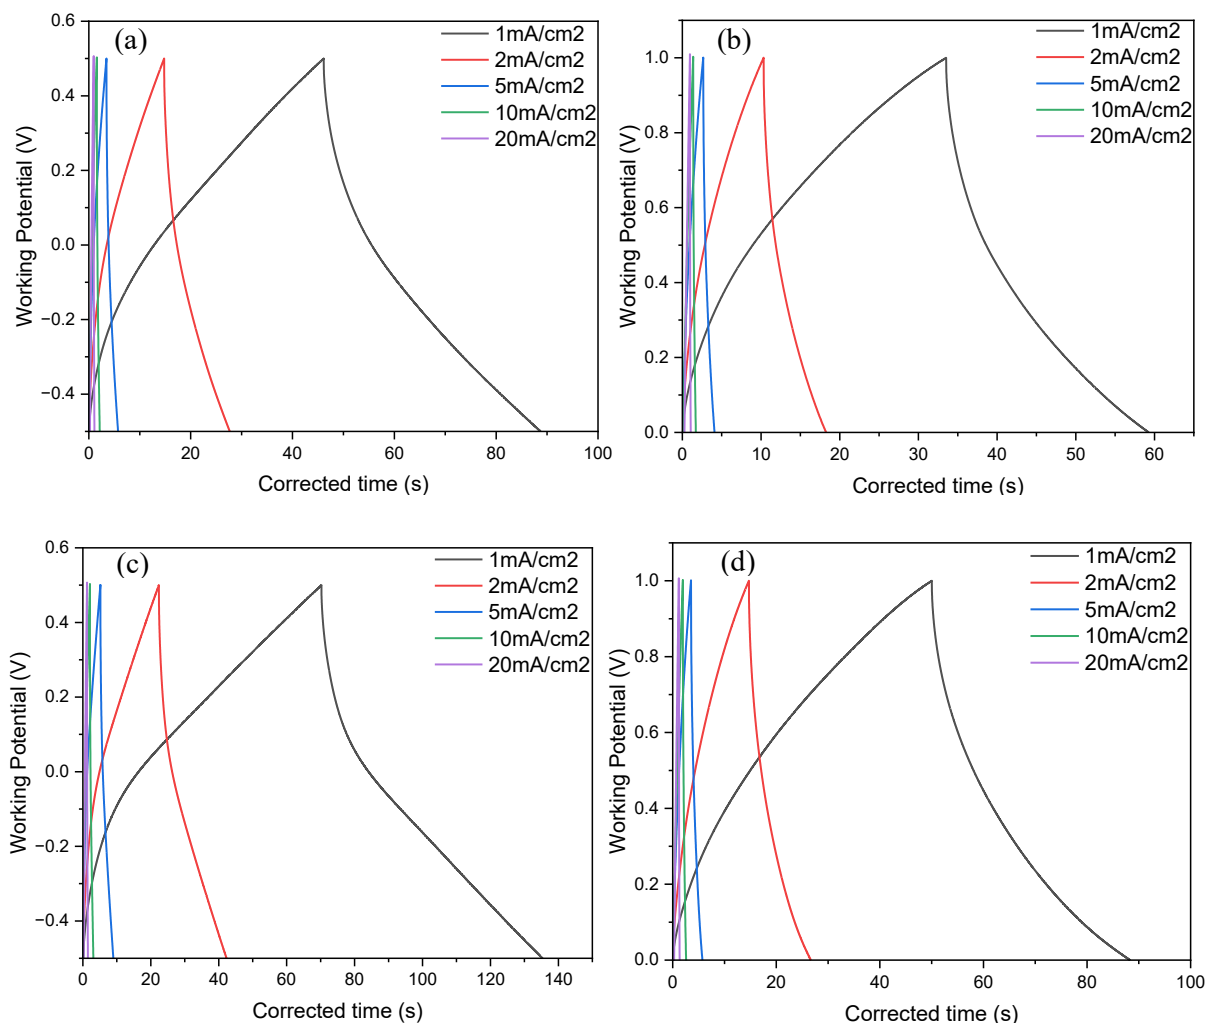 (a)
1mA/cm2
2mA/cm2
5mA/cm2
10mA/cm2
20mA/cm2
Working Potential (V)
0.6
0.4
0.2
0.0
−0.2
−0.4
0 20 40 60 80 100
Corrected time (s)
(b)
1mA/cm2
2mA/cm2
5mA/cm2
10mA/cm2
20mA/cm2
Working Potential (V)
1.0
0.8
0.6
0.4
0.2
0.0
0 10 20 30 40 50 60
Corrected time (s)
(c)
1mA/cm2
2mA/cm2
5mA/cm2
10mA/cm2
20mA/cm2
Working Potential (V)
0.6
0.4
0.2
0.0
−0.2
−0.4
0 20 40 60 80 100 120 140
Corrected time (s)
(d)
1mA/cm2
2mA/cm2
5mA/cm2
10mA/cm2
20mA/cm2
Working Potential (V)
1.0
0.8
0.6
0.4
0.2
0.0
0 20 40 60 80 100
Corrected time (s)